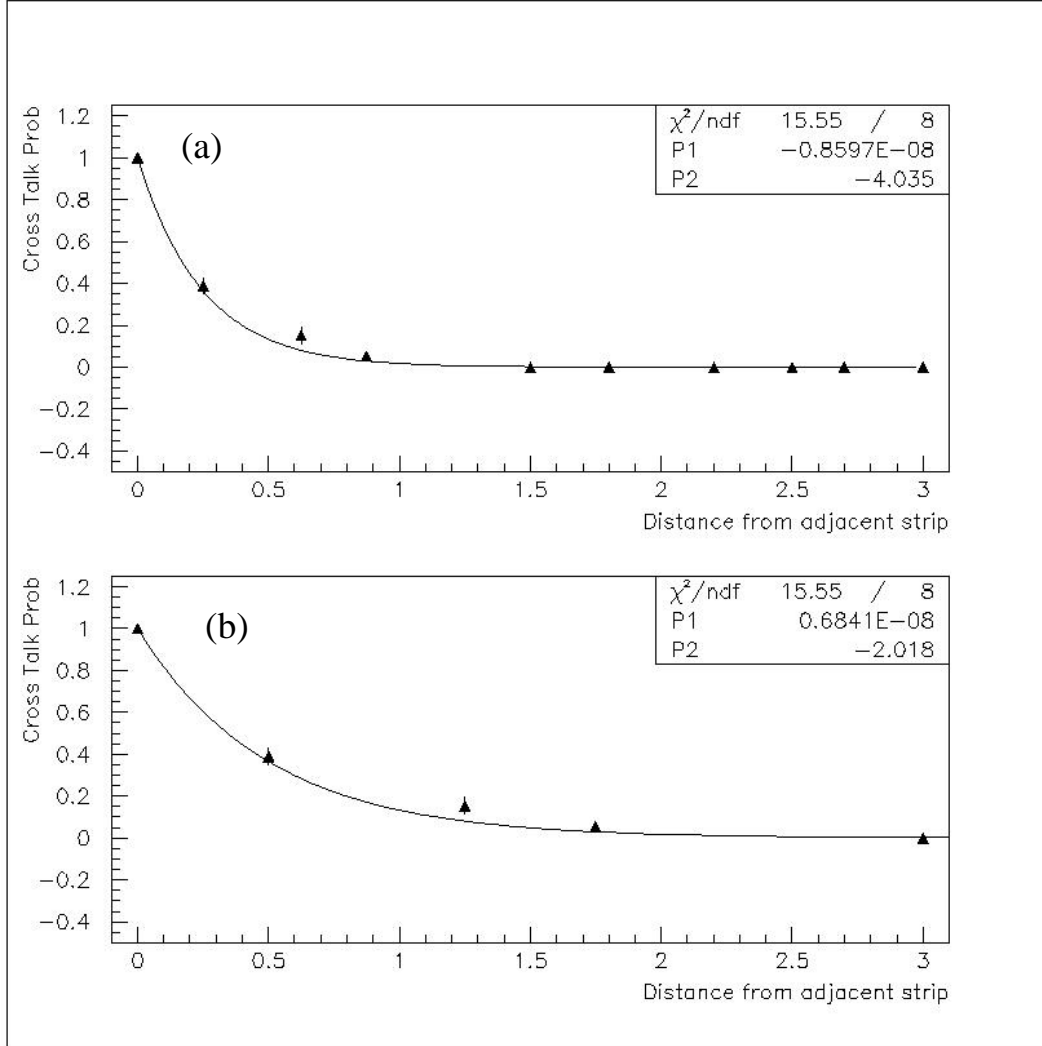 (a)
Cross Talk Prob
χ²/ndf 15.55 / 8
P1 −0.8597E−08
P2 −4.035
1.2
1
0.8
0.6
0.4
0.2
0
−0.2
−0.4
0 0.5 1 1.5 2 2.5 3
Distance from adjacent strip
(b)
Cross Talk Prob
χ²/ndf 15.55 / 8
P1 0.6841E−08
P2 −2.018
1.2
1
0.8
0.6
0.4
0.2
0
−0.2
−0.4
0 0.5 1 1.5 2 2.5 3
Distance from adjacent strip